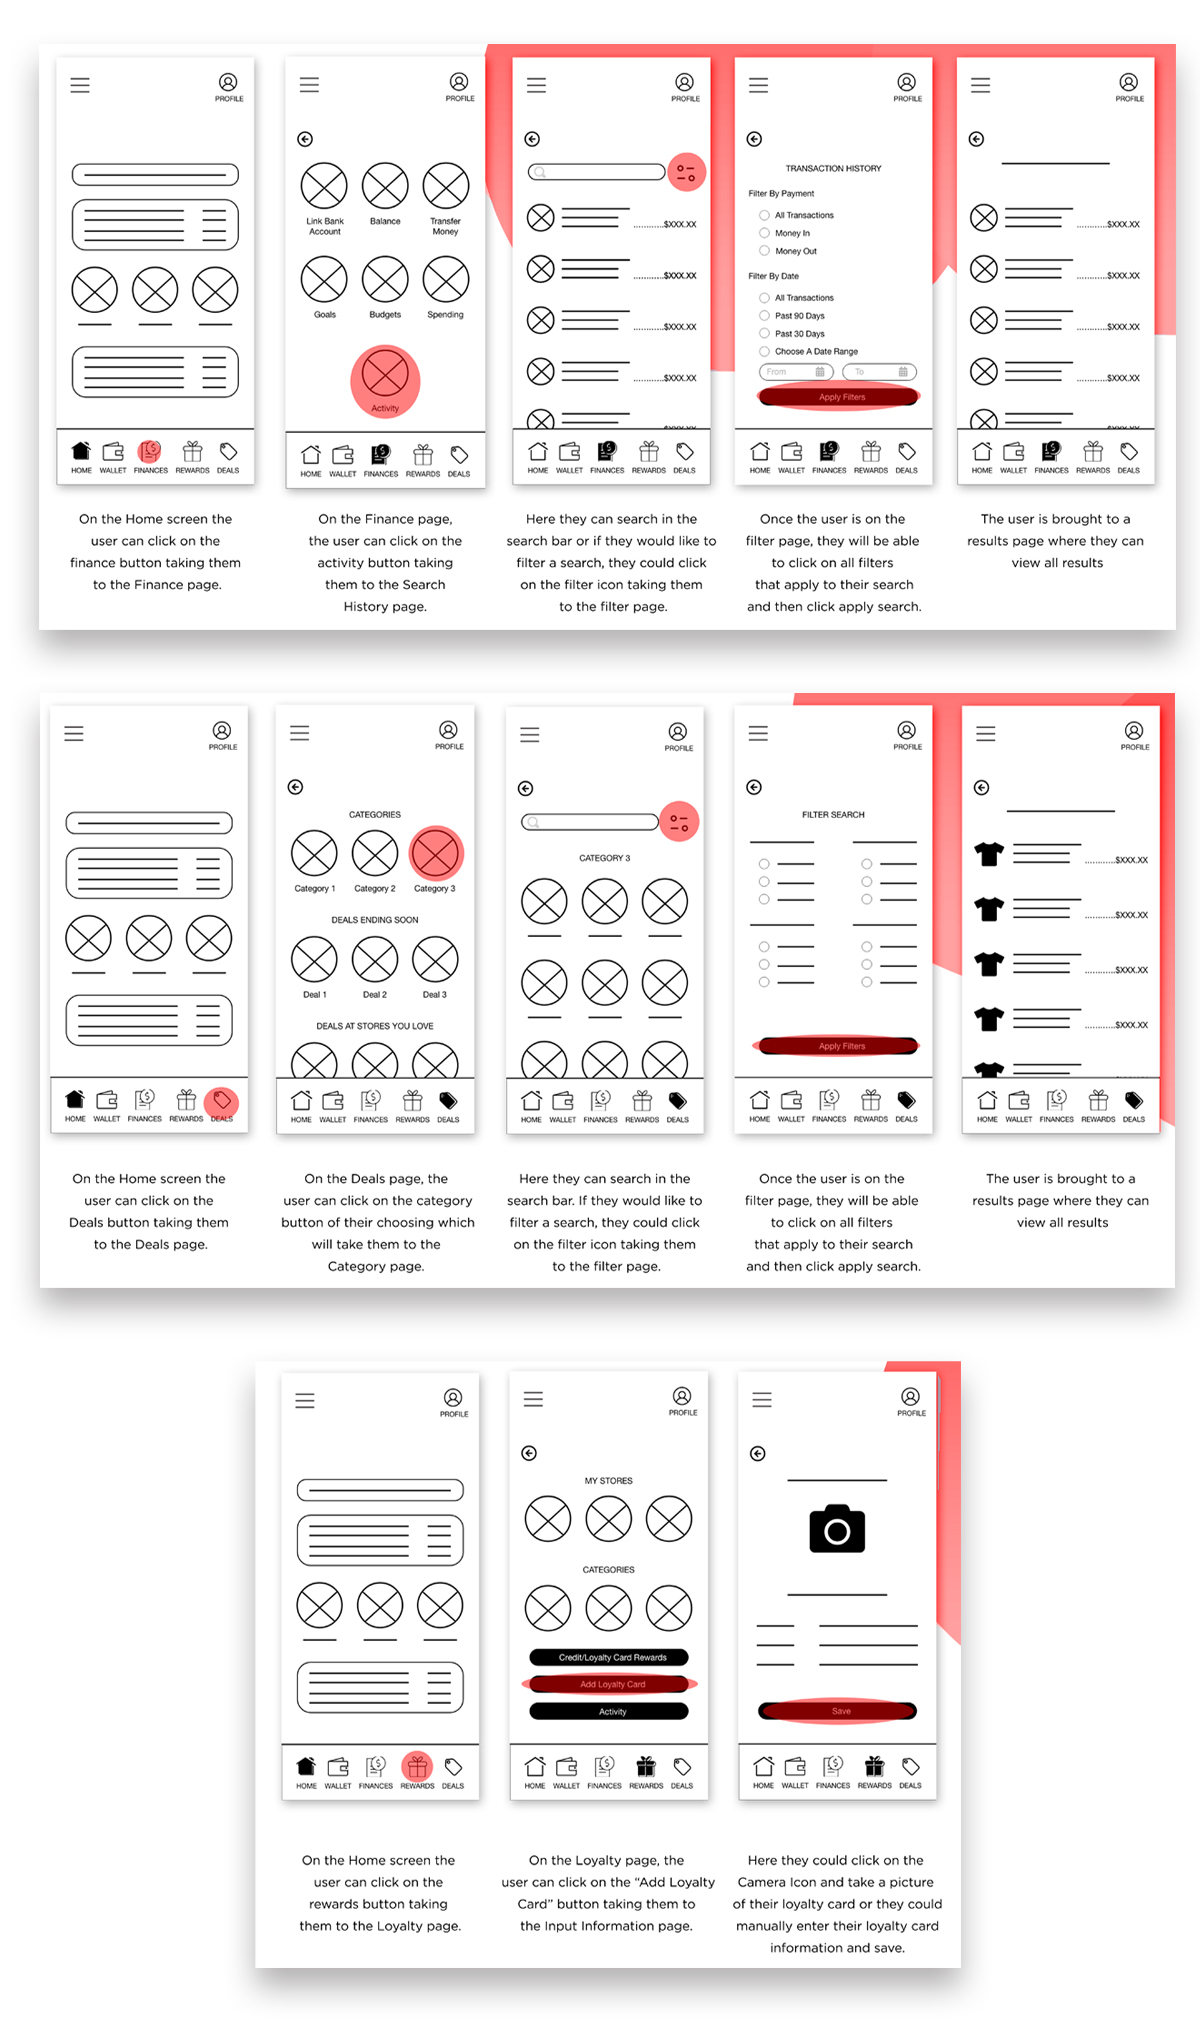 PROFILE
HOME WALLET FINANCES REWARDS DEALS
On the Home screen the
user can click on the
finance button taking them
to the Finance page.
PROFILE
Link Bank
Account
Balance
Transfer
Money
Goals
Budgets
Spending
Activity
HOME WALLET FINANCES REWARDS DEALS
On the Finance page,
the user can click on the
activity button taking
them to the Search
History page.
PROFILE
$XXX.XX
$XXX.XX
$XXX.XX
$XXX.XX
HOME WALLET FINANCES REWARDS DEALS
Here they can search in the
search bar or if they would like to
filter a search, they could click
on the filter icon taking them
to the filter page.
PROFILE
TRANSACTION HISTORY
Filter By Payment
All Transactions
Money In
Money Out
Filter By Date
All Transactions
Past 90 Days
Past 30 Days
Choose A Date Range
From To
Apply Filters
HOME WALLET FINANCES REWARDS DEALS
Once the user is on the
filter page, they will be able
to click on all filters
that apply to their search
and then click apply search.
PROFILE
$XXX.XX
$XXX.XX
$XXX.XX
$XXX.XX
HOME WALLET FINANCES REWARDS DEALS
The user is brought to a
results page where they can
view all results
PROFILE
HOME WALLET FINANCES REWARDS DEALS
On the Home screen the
user can click on the
Deals button taking them
to the Deals page.
PROFILE
CATEGORIES
Category 1 Category 2 Category 3
DEALS ENDING SOON
Deal 1 Deal 2 Deal 3
DEALS AT STORES YOU LOVE
HOME WALLET FINANCES REWARDS DEALS
On the Deals page, the
user can click on the category
button of their choosing which
will take them to the
Category page.
PROFILE
CATEGORY 3
HOME WALLET FINANCES REWARDS DEALS
Here they can search in the
search bar. If they would like to
filter a search, they could click
on the filter icon taking them
to the filter page.
PROFILE
FILTER SEARCH
Apply Filters
HOME WALLET FINANCES REWARDS DEALS
Once the user is on the
filter page, they will be able
to click on all filters
that apply to their search
and then click apply search.
PROFILE
$XXX.XX
$XXX.XX
$XXX.XX
$XXX.XX
HOME WALLET FINANCES REWARDS DEALS
The user is brought to a
results page where they can
view all results
PROFILE
HOME WALLET FINANCES REWARDS DEALS
On the Home screen the
user can click on the
rewards button taking
them to the Loyalty page.
PROFILE
MY STORES
CATEGORIES
Credit/Loyalty Card Rewards
Add Loyalty Card
Activity
HOME WALLET FINANCES REWARDS DEALS
On the Loyalty page, the
user can click on the “Add Loyalty
Card” button taking them to
the Input Information page.
PROFILE
Save
HOME WALLET FINANCES REWARDS DEALS
Here they could click on the
Camera Icon and take a picture
of their loyalty card or they could
manually enter their loyalty card
information and save.